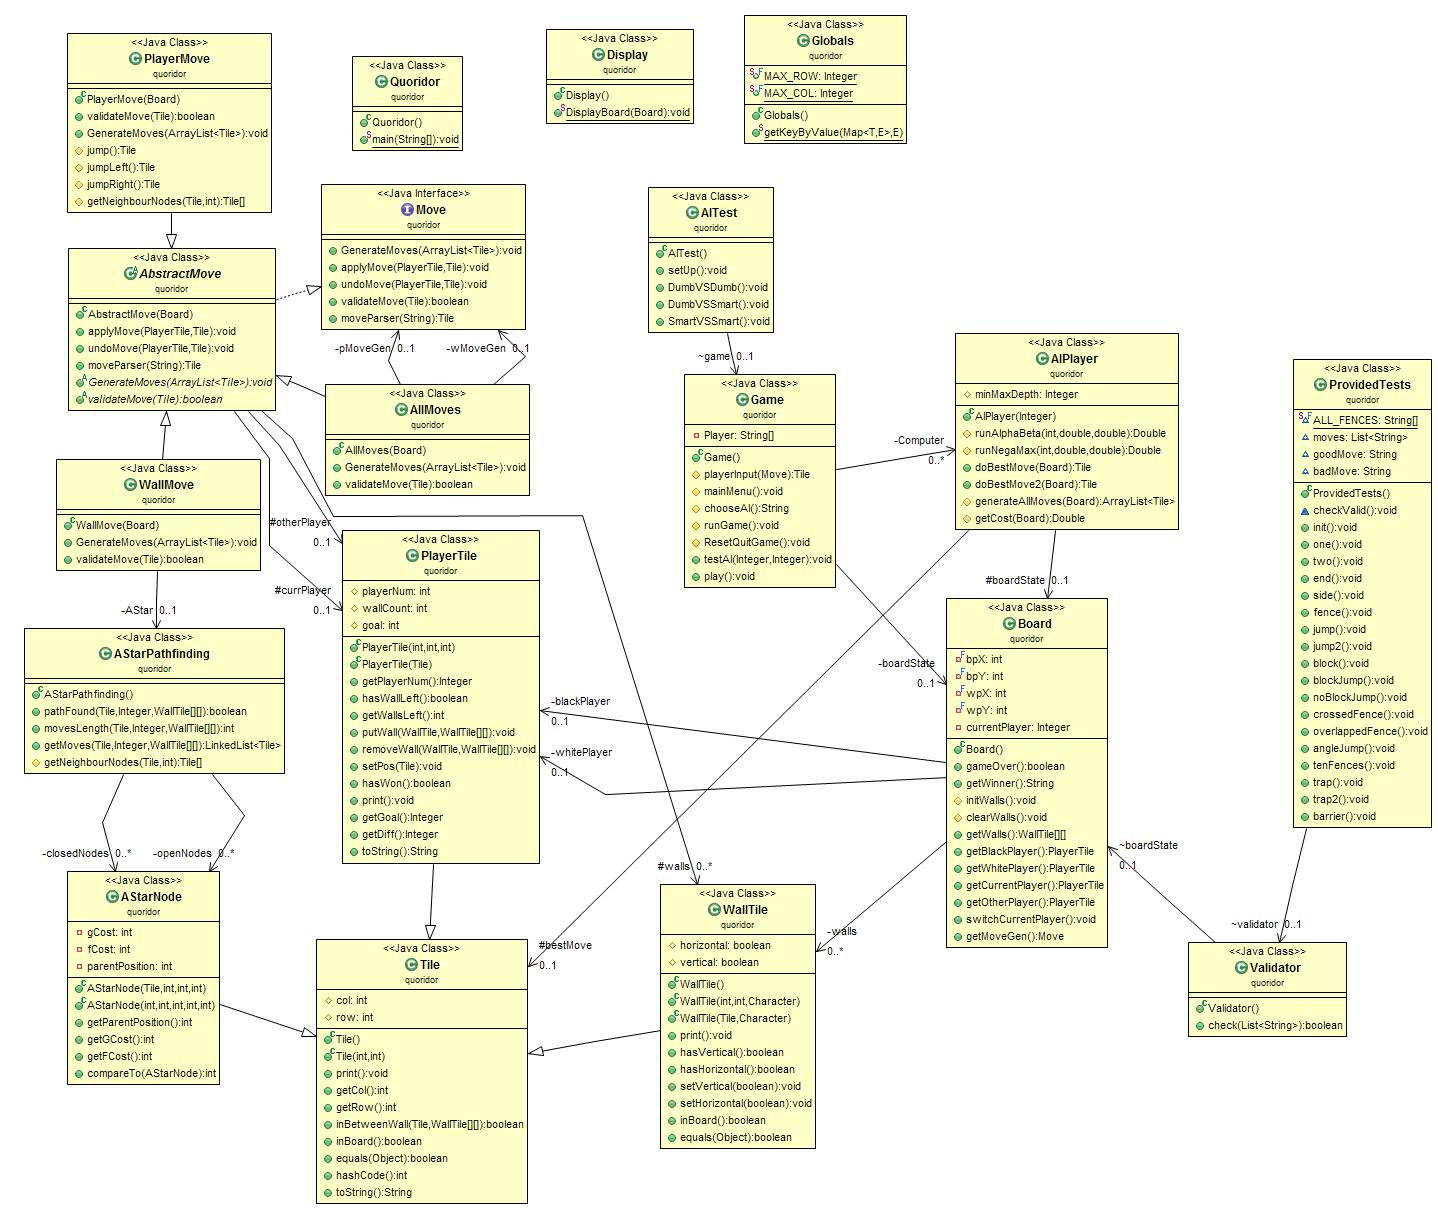 <<Java Class>>
PlayerMove
quoridor
PlayerMove(Board)
validateMove(Tile):boolean
GenerateMoves(ArrayList<Tile>):void
jump():Tile
jumpLeft():Tile
jumpRight():Tile
getNeighbourNodes(Tile,int):Tile[]
<<Java Class>>
Quoridor
quoridor
Quoridor()
main(String[]):void
<<Java Class>>
Display
quoridor
Display()
DisplayBoard(Board):void
<<Java Class>>
Globals
quoridor
MAX_ROW: Integer
MAX_COL: Integer
Globals()
getKeyByValue(Map<T,E>,E)
<<Java Class>>
AbstractMove
quoridor
AbstractMove(Board)
applyMove(PlayerTile,Tile):void
undoMove(PlayerTile,Tile):void
moveParser(String):Tile
GenerateMoves(ArrayList<Tile>):void
validateMove(Tile):boolean
<<Java Interface>>
Move
quoridor
GenerateMoves(ArrayList<Tile>):void
applyMove(PlayerTile,Tile):void
undoMove(PlayerTile,Tile):void
validateMove(Tile):boolean
moveParser(String):Tile
-pMoveGen 0..1
-wMoveGen 0..1
<<Java Class>>
AllMoves
quoridor
AllMoves(Board)
GenerateMoves(ArrayList<Tile>):void
validateMove(Tile):boolean
<<Java Class>>
AITest
quoridor
AITest()
setUp():void
DumbVSDumb():void
DumbVSSmart():void
SmartVSSmart():void
~game 0..1
<<Java Class>>
Game
quoridor
Player: String[]
Game()
playerInput(Move):Tile
mainMenu():void
chooseAI():String
runGame():void
ResetQuitGame():void
testAI(Integer,Integer):void
play():void
-Computer
0..*
-boardState
0..1
<<Java Class>>
AIPlayer
quoridor
minMaxDepth: Integer
AIPlayer(Integer)
runAlphaBeta(int,double,double):Double
runNegaMax(int,double,double):Double
doBestMove(Board):Tile
doBestMove2(Board):Tile
generateAllMoves(Board):ArrayList<Tile>
getCost(Board):Double
#boardState 0..1
<<Java Class>>
ProvidedTests
quoridor
ALL_FENCES: String[]
moves: List<String>
goodMove: String
badMove: String
ProvidedTests()
checkValid():void
init():void
one():void
two():void
end():void
side():void
fence():void
jump():void
jump2():void
block():void
blockJump():void
noBlockJump():void
crossedFence():void
overlappedFence():void
angleJump():void
tenFences():void
trap():void
trap2():void
barrier():void
<<Java Class>>
WallMove
quoridor
WallMove(Board)
GenerateMoves(ArrayList<Tile>):void
validateMove(Tile):boolean
#otherPlayer
0..1
#currPlayer
0..1
-AStar 0..1
<<Java Class>>
AStarPathfinding
quoridor
AStarPathfinding()
pathFound(Tile,Integer,WallTile[][]):boolean
movesLength(Tile,Integer,WallTile[][]):int
getMoves(Tile,Integer,WallTile[][]):LinkedList<Tile>
getNeighbourNodes(Tile,int):Tile[]
-closedNodes 0..*
-openNodes 0..*
<<Java Class>>
PlayerTile
quoridor
playerNum: int
wallCount: int
goal: int
PlayerTile(int,int,int)
PlayerTile(Tile)
getPlayerNum():Integer
hasWallLeft():boolean
getWallsLeft():int
putWall(WallTile,WallTile[][]):void
removeWall(WallTile,WallTile[][]):void
setPos(Tile):void
hasWon():boolean
print():void
getGoal():Integer
getDiff():Integer
toString():String
-blackPlayer
0..1
-whitePlayer
0..1
<<Java Class>>
Board
quoridor
bpX: int
bpY: int
wpX: int
wpY: int
currentPlayer: Integer
Board()
gameOver():boolean
getWinner():String
initWalls():void
clearWalls():void
getWalls():WallTile[][]
getBlackPlayer():PlayerTile
getWhitePlayer():PlayerTile
getCurrentPlayer():PlayerTile
getOtherPlayer():PlayerTile
switchCurrentPlayer():void
getMoveGen():Move
~boardState
0..1
~validator 0..1
<<Java Class>>
Validator
quoridor
Validator()
check(List<String>):boolean
<<Java Class>>
AStarNode
quoridor
gCost: int
fCost: int
parentPosition: int
AStarNode(Tile,int,int,int)
AStarNode(int,int,int,int,int)
getParentPosition():int
getGCost():int
getFCost():int
compareTo(AStarNode):int
<<Java Class>>
Tile
quoridor
col: int
row: int
Tile()
Tile(int,int)
print():void
getCol():int
getRow():int
inBetweenWall(Tile,WallTile[][]):boolean
inBoard():boolean
equals(Object):boolean
hashCode():int
toString():String
#bestMove
0..1
#walls 0..*
-walls
0..*
<<Java Class>>
WallTile
quoridor
horizontal: boolean
vertical: boolean
WallTile()
WallTile(int,int,Character)
WallTile(Tile,Character)
print():void
hasVertical():boolean
hasHorizontal():boolean
setVertical(boolean):void
setHorizontal(boolean):void
inBoard():boolean
equals(Object):boolean